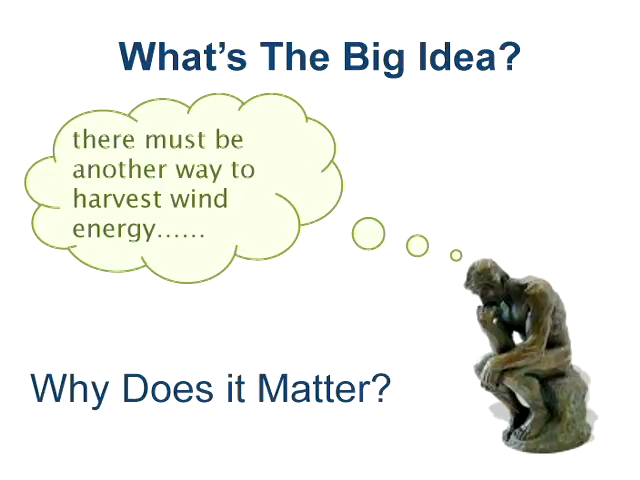 What's The Big Idea?
there must be
another way to
harvest wind
energy......
Why Does it Matter?